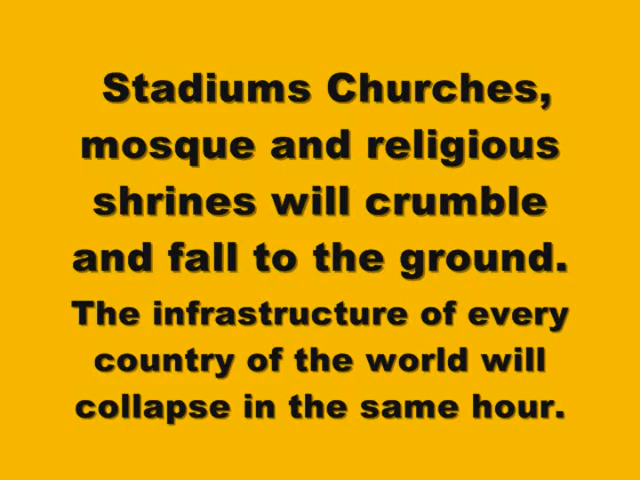 Stadiums Churches,
mosque and religious
shrines will crumble
and fall to the ground.
The infrastructure of every
country of the world will
collapse in the same hour.